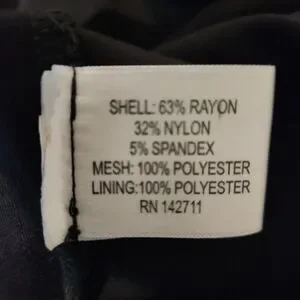 SHELL: 63% RAYON
32% NYLON
5% SPANDEX
MESH: 100% POLYESTER
LINING:100% POLYESTER
RN 142711